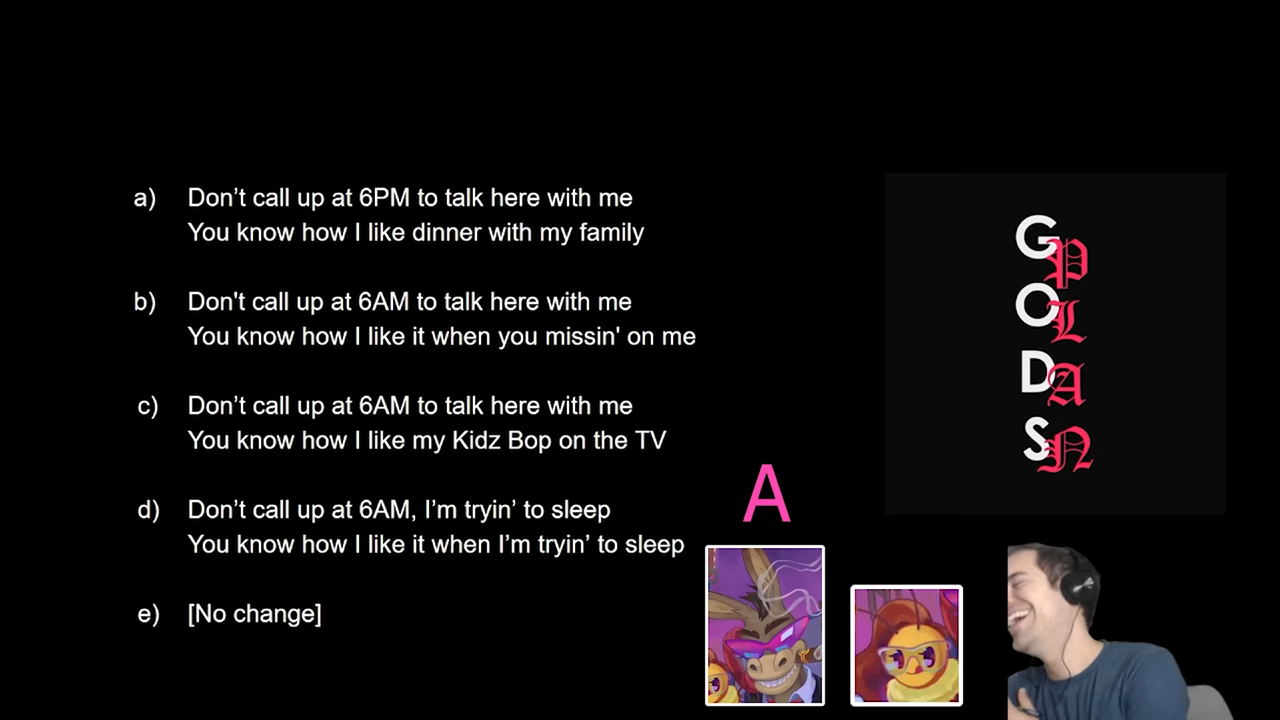 a) Don’t call up at 6PM to talk here with me
You know how I like dinner with my family
b) Don't call up at 6AM to talk here with me
You know how I like it when you missin' on me
c) Don’t call up at 6AM to talk here with me
You know how I like my Kidz Bop on the TV
d) Don’t call up at 6AM, I’m tryin’ to sleep
You know how I like it when I’m tryin’ to sleep
e) [No change]
A
GODS
PLAN